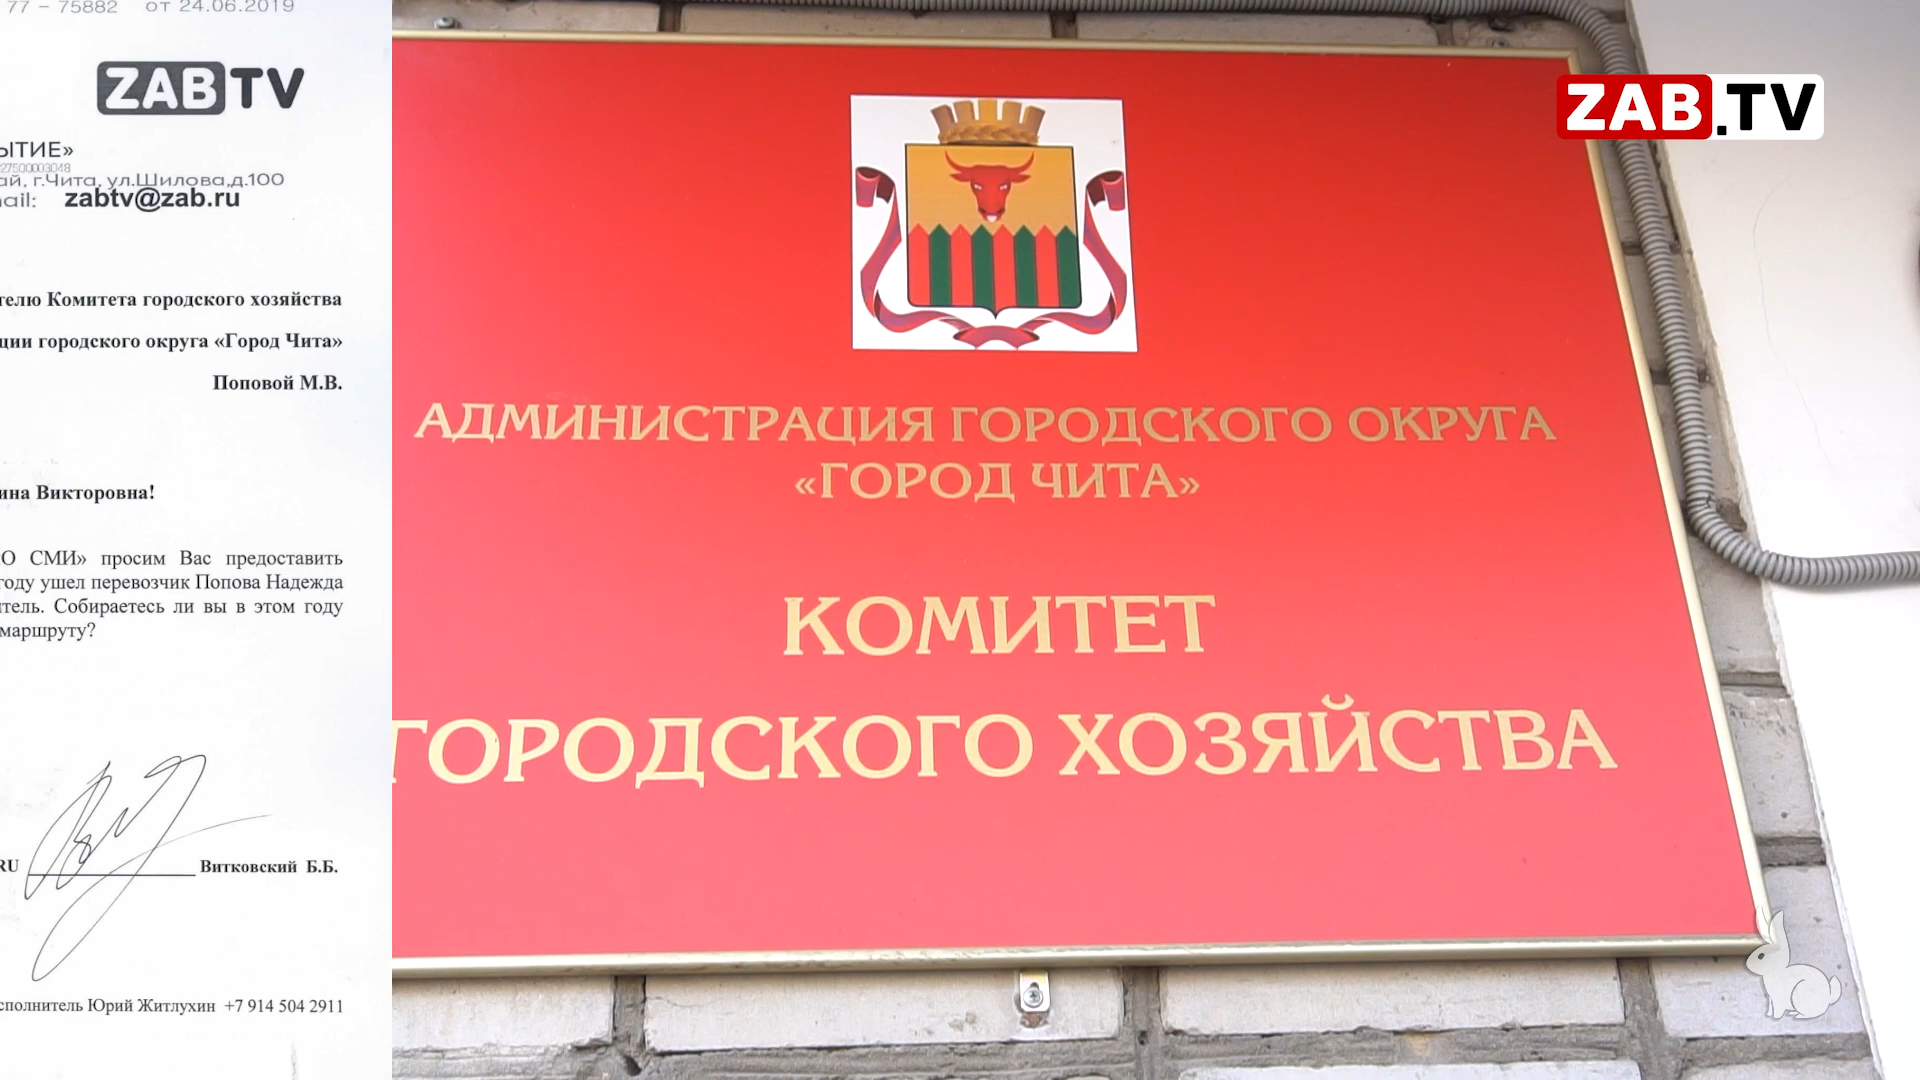 77 – 75882 от 24.06.2019
ZABTV
ЫТИЕ»
27500003048
ай, г.Чита, ул.Шилова,д.100
ail: zabtv@zab.ru
телю Комитета городского хозяйства
ции городского округа «Город Чита»
Поповой М.В.
ина Викторовна!
О СМИ» просим Вас предоставить
году ушел перевозчик Попова Надежда
тель. Собираетесь ли вы в этом году
маршруту?
RU Витковский Б.Б.
сполнитель Юрий Житлухин +7 914 504 2911
ZAB.TV
АДМИНИСТРАЦИЯ ГОРОДСКОГО ОКРУГА
«ГОРОД ЧИТА»
КОМИТЕТ
ГОРОДСКОГО ХОЗЯЙСТВА